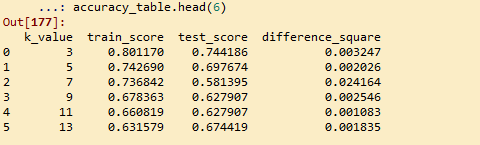 ...: accuracy_table.head(6)
Out[177]:
k_value train_score test_score difference_square
0 3 0.801170 0.744186 0.003247
1 5 0.742690 0.697674 0.002026
2 7 0.736842 0.581395 0.024164
3 9 0.678363 0.627907 0.002546
4 11 0.660819 0.627907 0.001083
5 13 0.631579 0.674419 0.001835